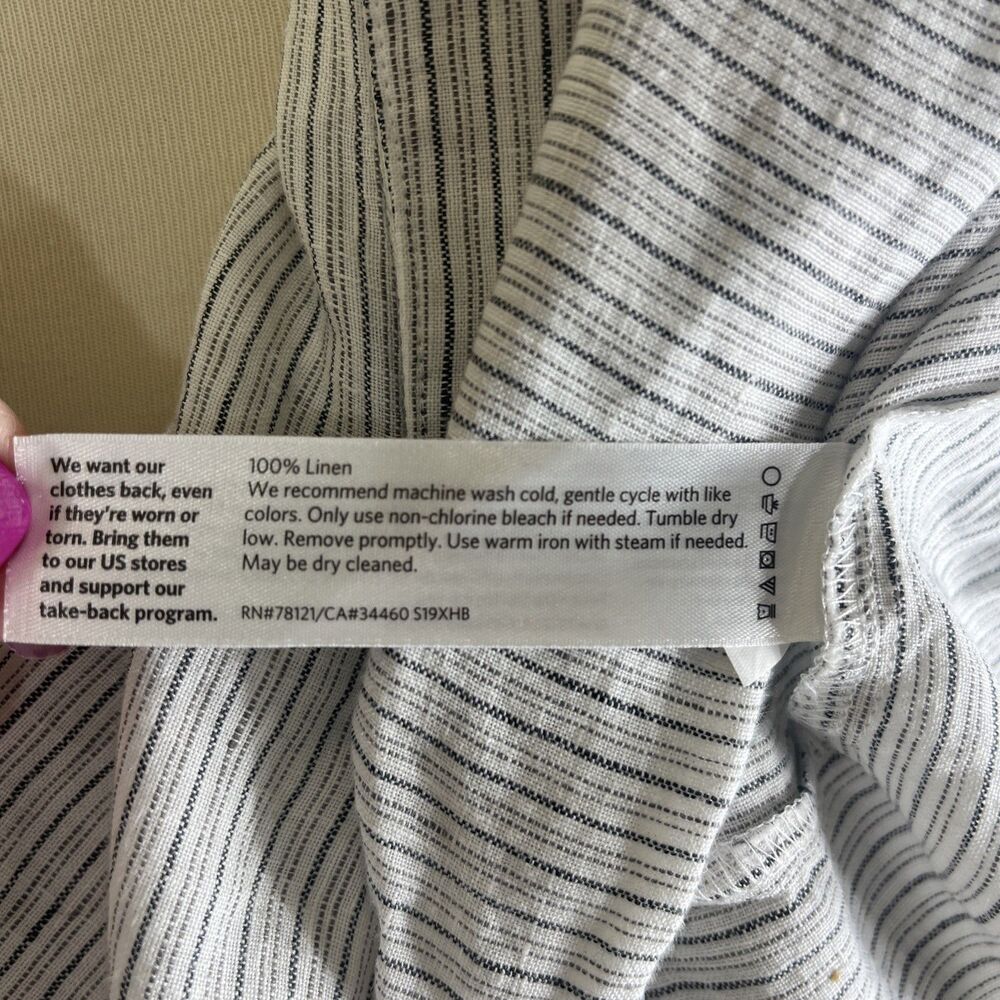 We want our
clothes back, even
if they're worn or
torn. Bring them
to our US stores
and support our
take-back program.
100% Linen
We recommend machine wash cold, gentle cycle with like
colors. Only use non-chlorine bleach if needed. Tumble dry
low. Remove promptly. Use warm iron with steam if needed.
May be dry cleaned.
RN#78121/CA#34460 S19XHB